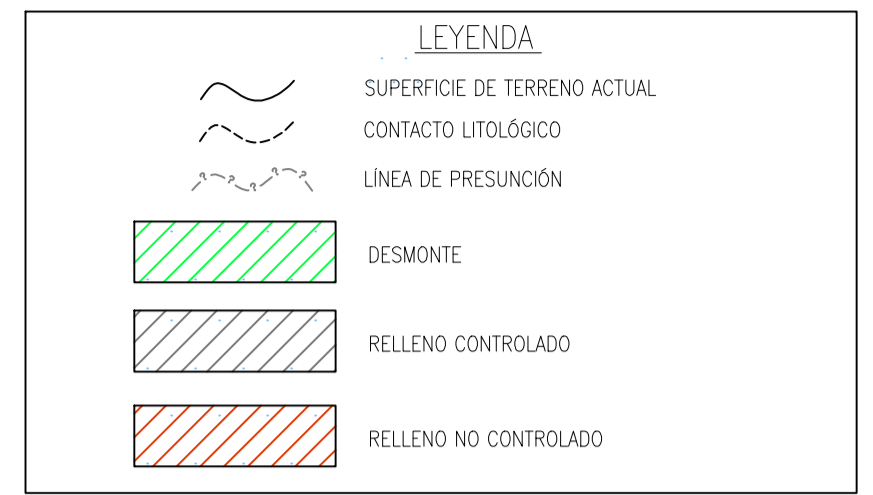 LEYENDA
SUPERFICIE DE TERRENO ACTUAL
CONTACTO LITOLÓGICO
? ? ? ? ?
LÍNEA DE PRESUNCIÓN
DESMONTE
RELLENO CONTROLADO
RELLENO NO CONTROLADO